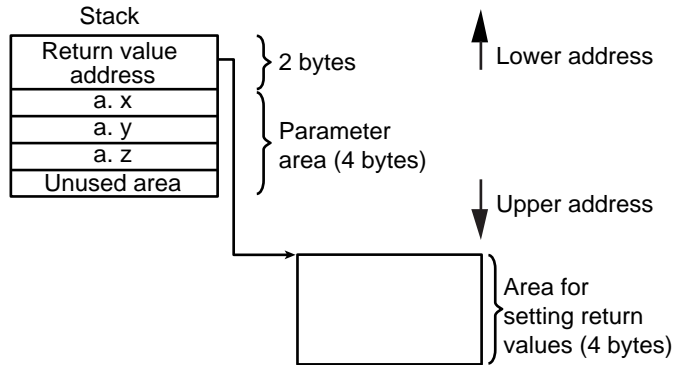 Stack
Return value
address
2 bytes
Lower address
a. x
a. y
a. z
Unused area
Parameter
area (4 bytes)
Upper address
Area for
setting return
values (4 bytes)